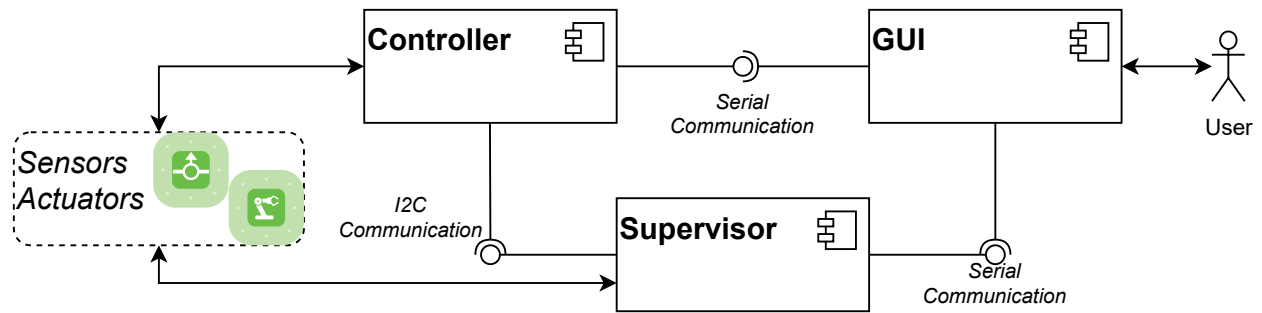 Controller
GUI
Serial
Communication
User
Sensors
Actuators
I2C
Communication
Supervisor
Serial
Communication